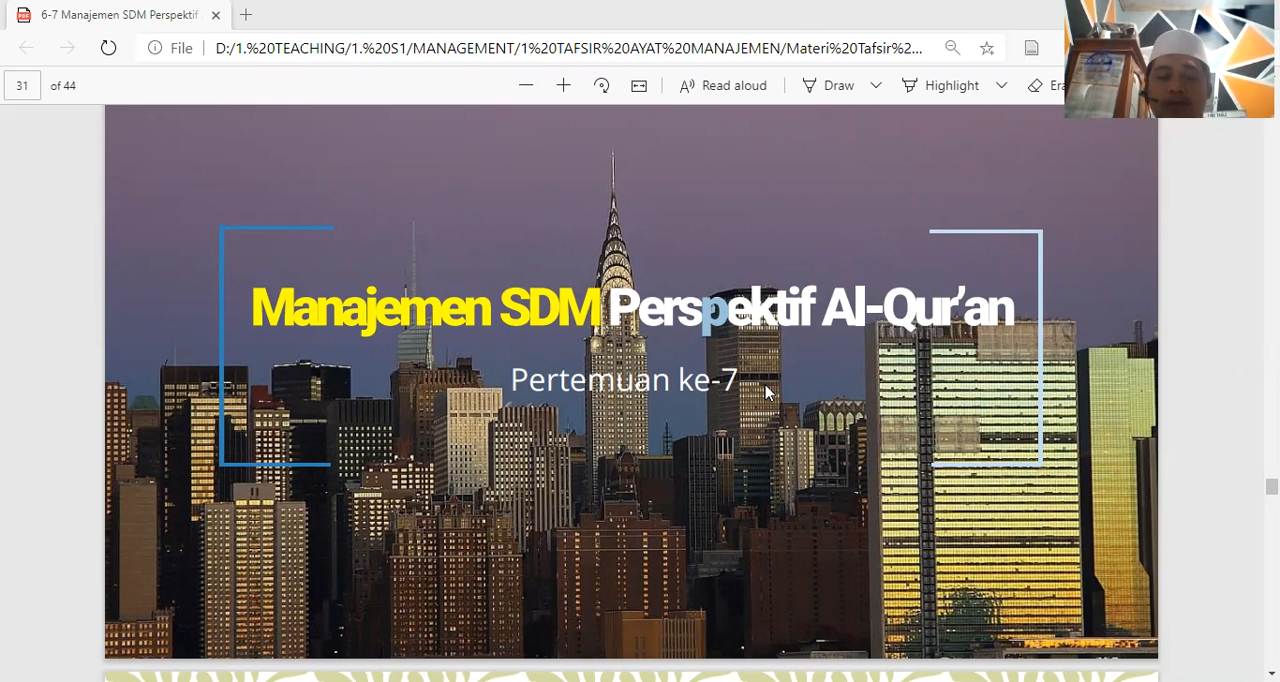 6-7 Manajemen SDM Perspektif
File
D:/1.%20TEACHING/1.%20S1/MANAGEMENT/1%20TAFSIR%20AYAT%20MANAJEMEN/Materi%20Tafsir%2...
31 of 44
Read aloud
Draw
Highlight
Era
Manajemen SDM Perspektif Al-Qur’an
Pertemuan ke-7